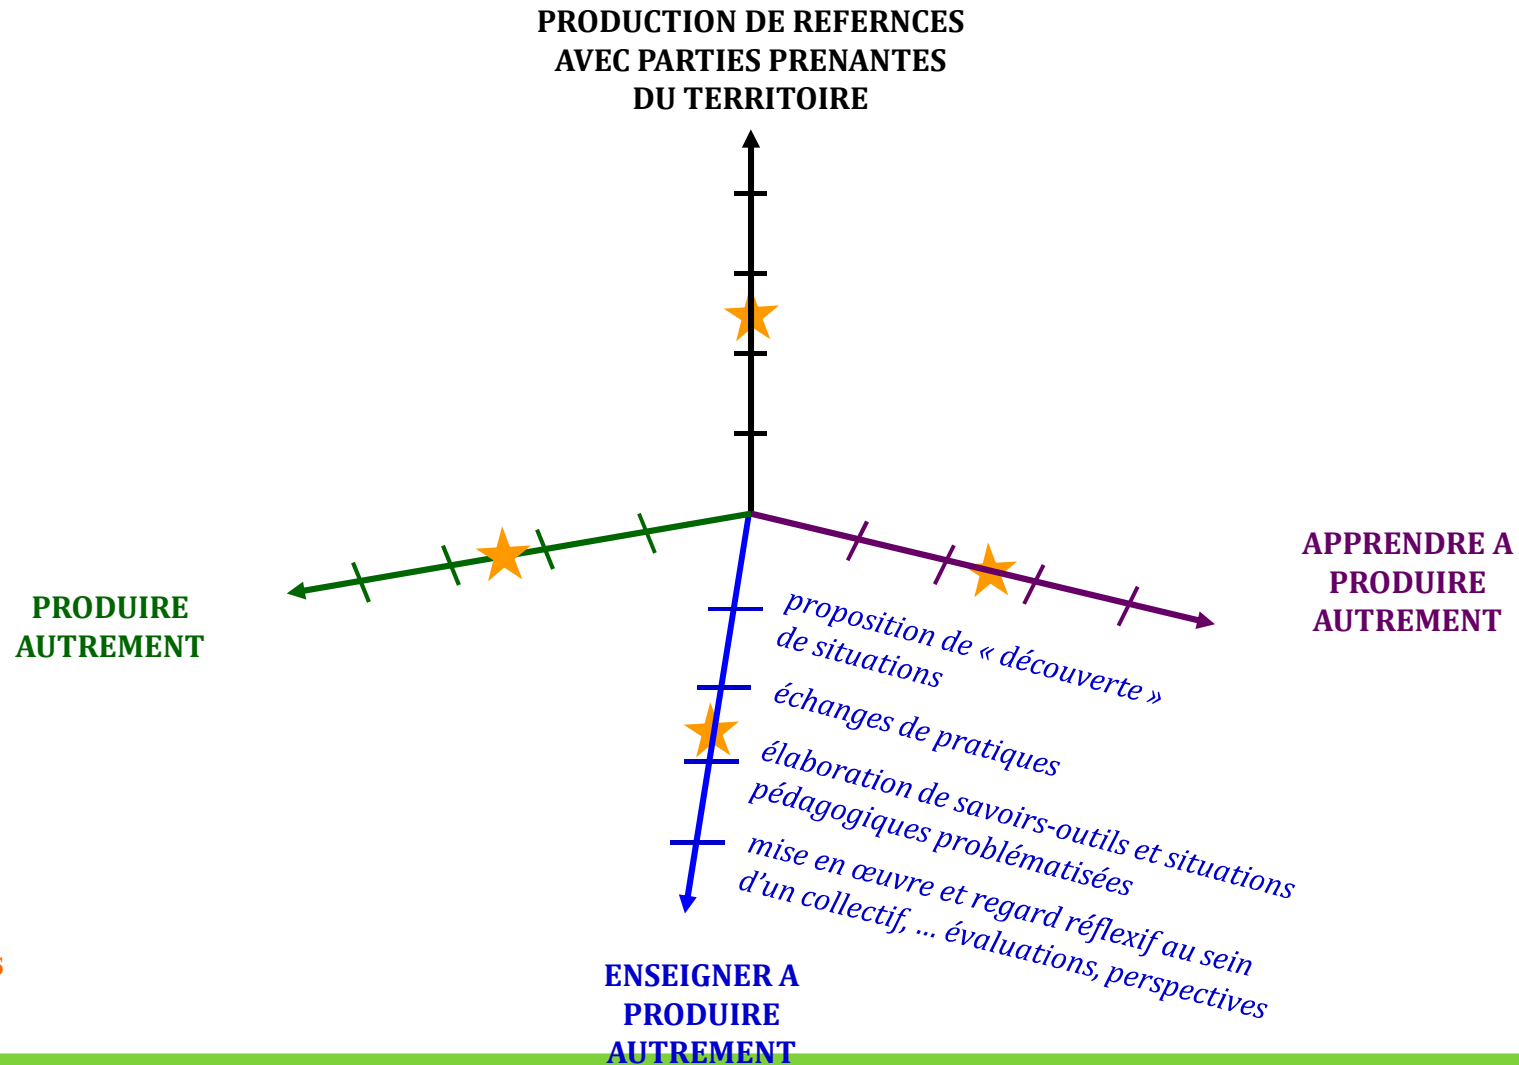 PRODUCTION DE REFERNCES
AVEC PARTIES PRENANTES
DU TERRITOIRE
APPRENDRE A
PRODUIRE
AUTREMENT
PRODUIRE
AUTREMENT
proposition de « découverte »
de situations
échanges de pratiques
élaboration de savoirs-outils et situations
pédagogiques problématisées
mise en œuvre et regard réflexif au sein
d'un collectif, ... évaluations, perspectives
ENSEIGNER A
PRODUIRE
AUTREMENT